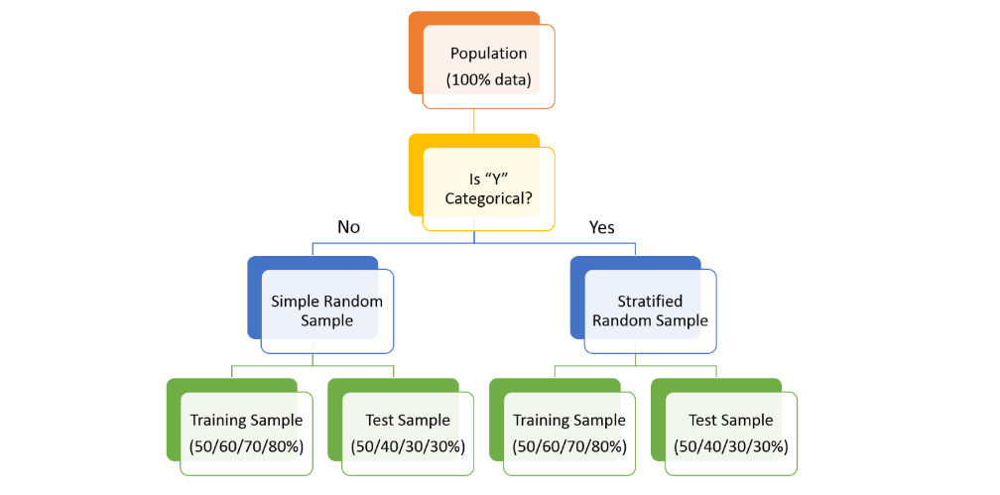 Population
(100% data)
Is “Y”
Categorical?
No
Yes
Simple Random
Sample
Stratified
Random Sample
Training Sample
(50/60/70/80%)
Test Sample
(50/40/30/30%)
Training Sample
(50/60/70/80%)
Test Sample
(50/40/30/30%)